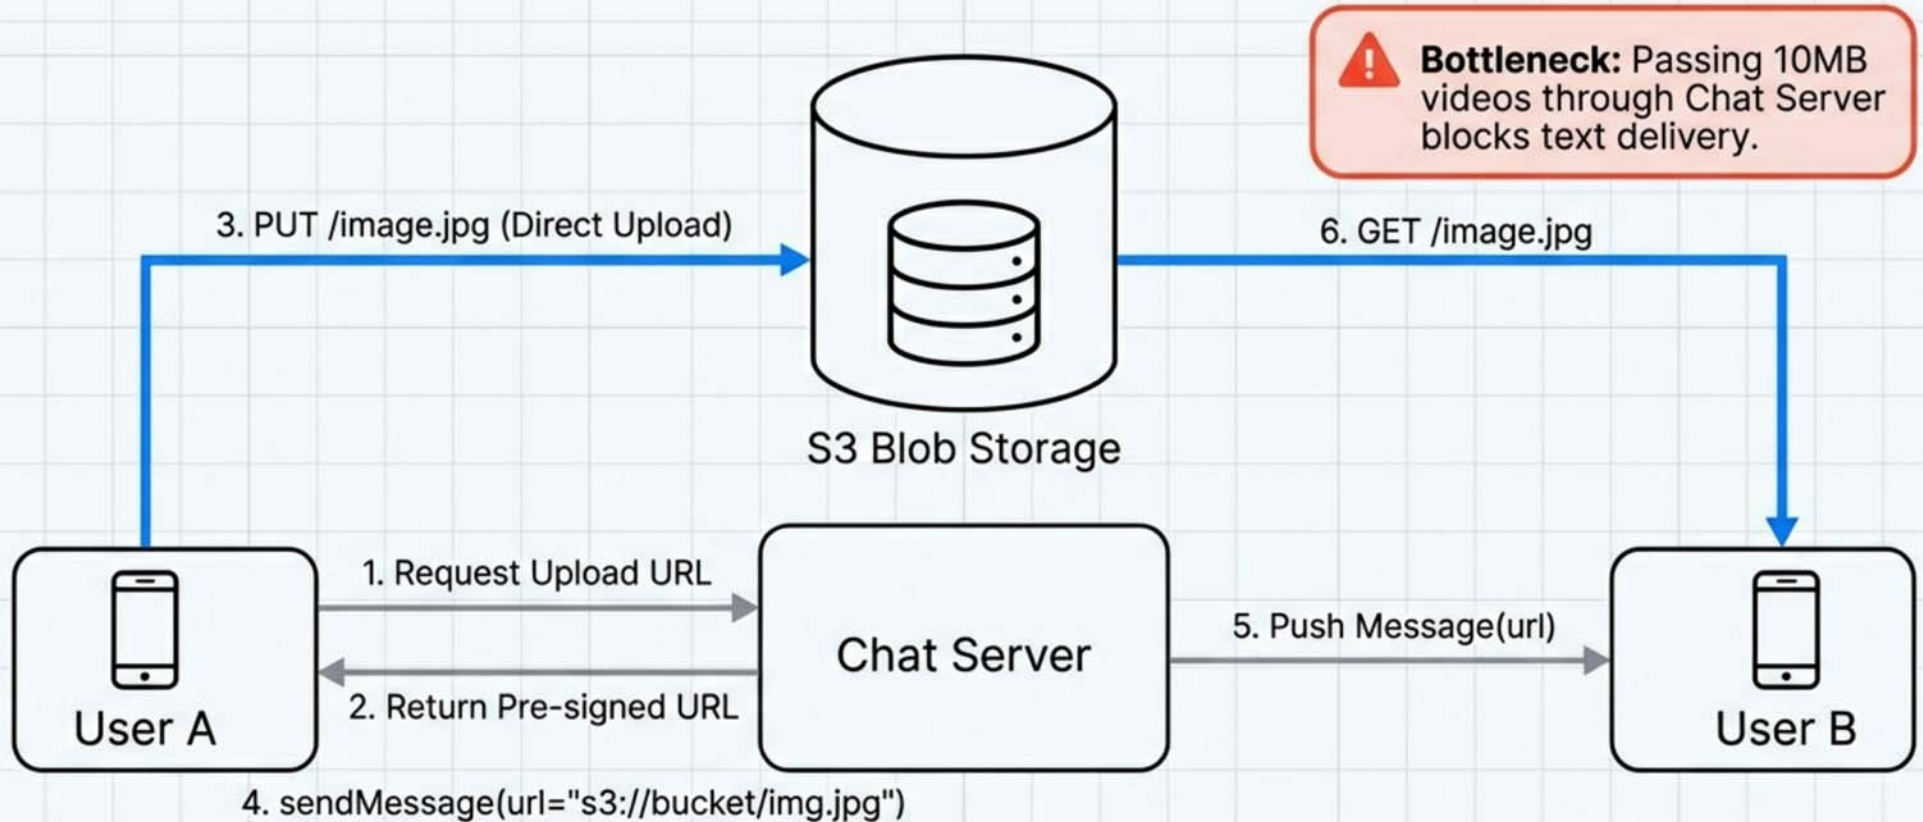 Bottleneck: Passing 10MB
videos through Chat Server
blocks text delivery.
3. PUT /image.jpg (Direct Upload)
6. GET /image.jpg
S3 Blob Storage
1. Request Upload URL
Chat Server
5. Push Message(url)
2. Return Pre-signed URL
User A
User B
4. sendMessage(url="s3://bucket/img.jpg")